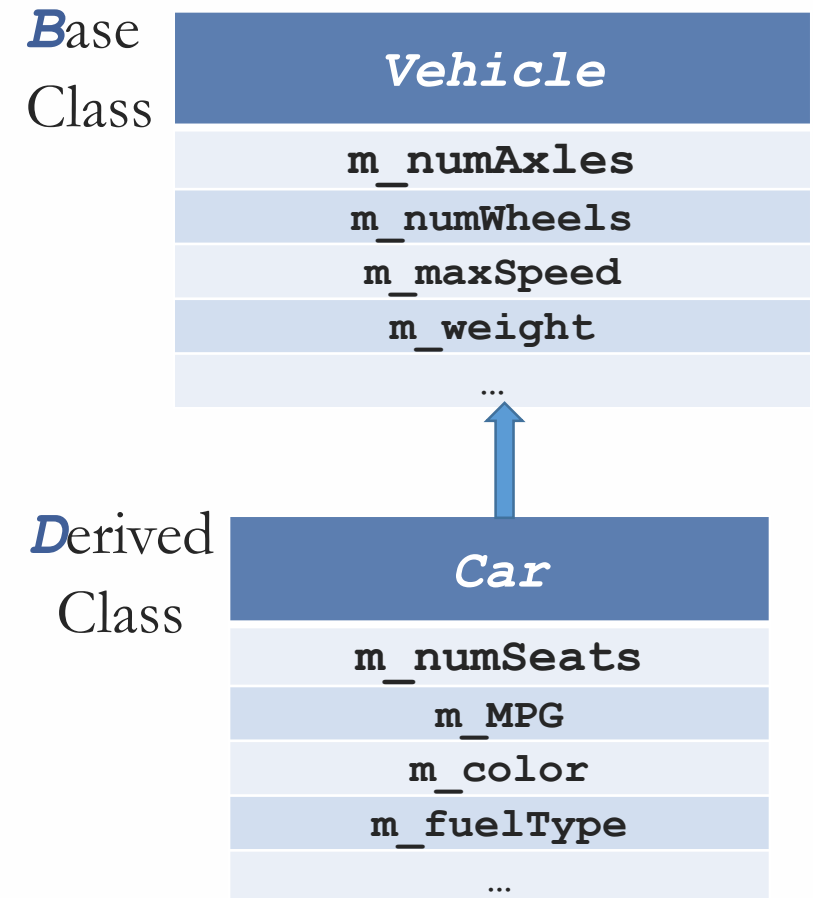 Base
Class
Vehicle
m_numAxles
m_numWheels
m_maxSpeed
m_weight
…
Derived
Class
Car
m_numSeats
m_MPG
m_color
m_fuelType
…